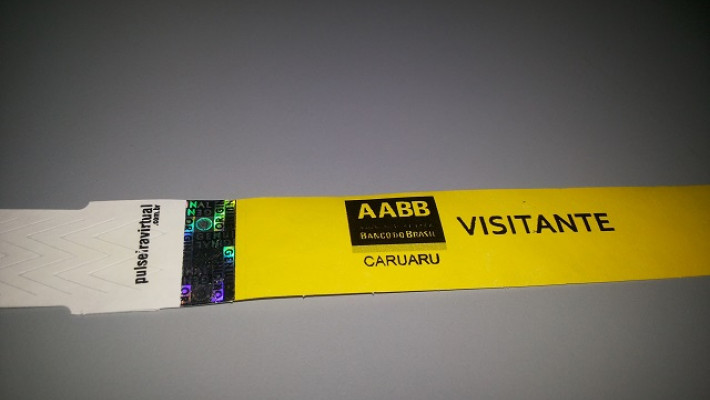 pulseiravirtual
.com.br
AABB
BANCO DO BRASIL
CARUARU
VISITANTE